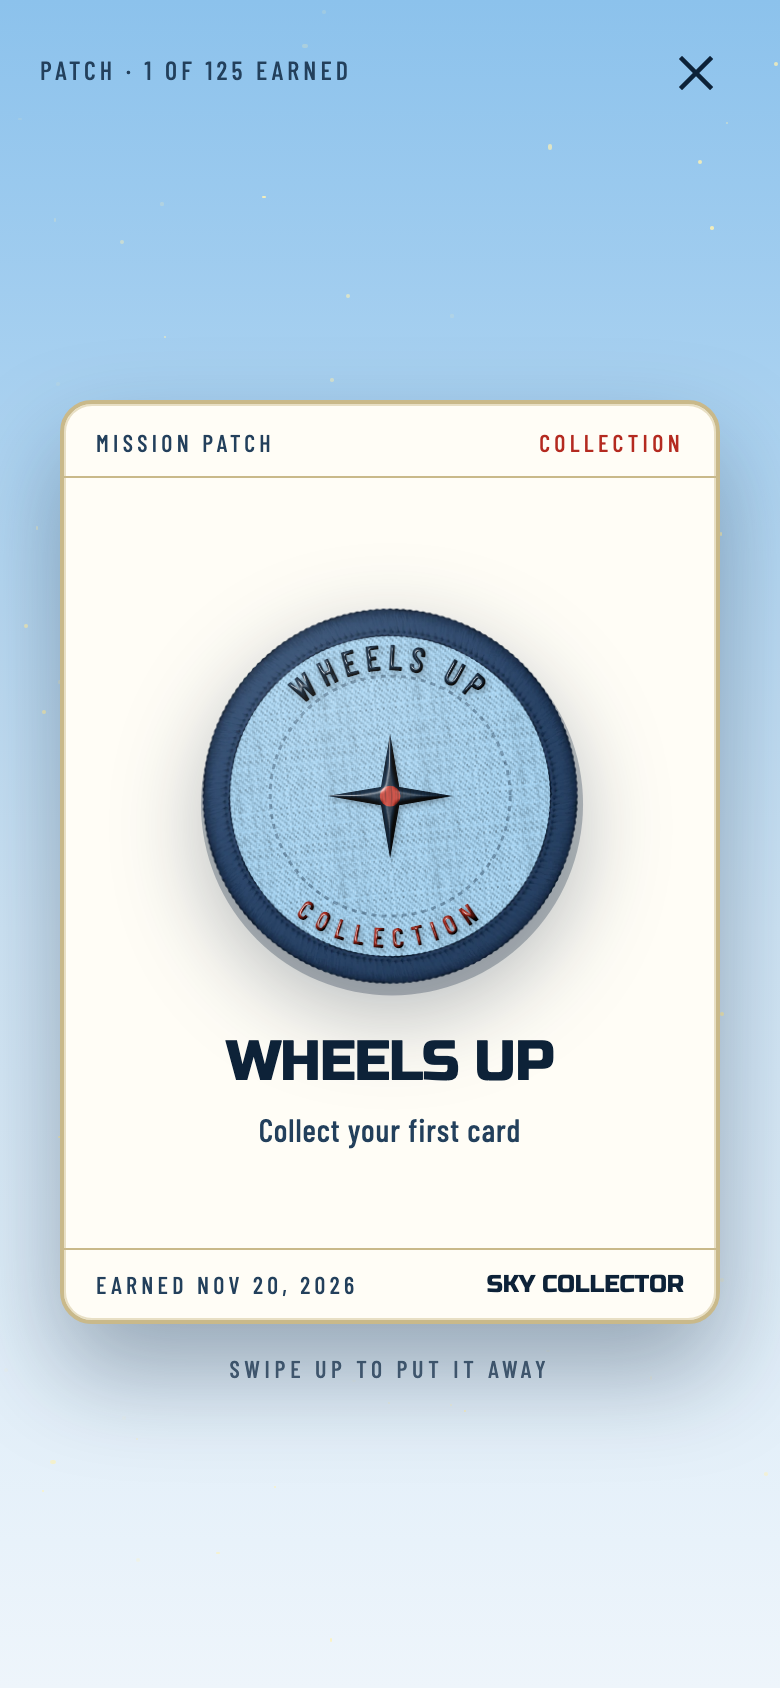 PATCH · 1 OF 125 EARNED
MISSION PATCH
COLLECTION
WHEELS UP
COLLECTION
WHEELS UP
Collect your first card
EARNED NOV 20, 2026
SKY COLLECTOR
SWIPE UP TO PUT IT AWAY